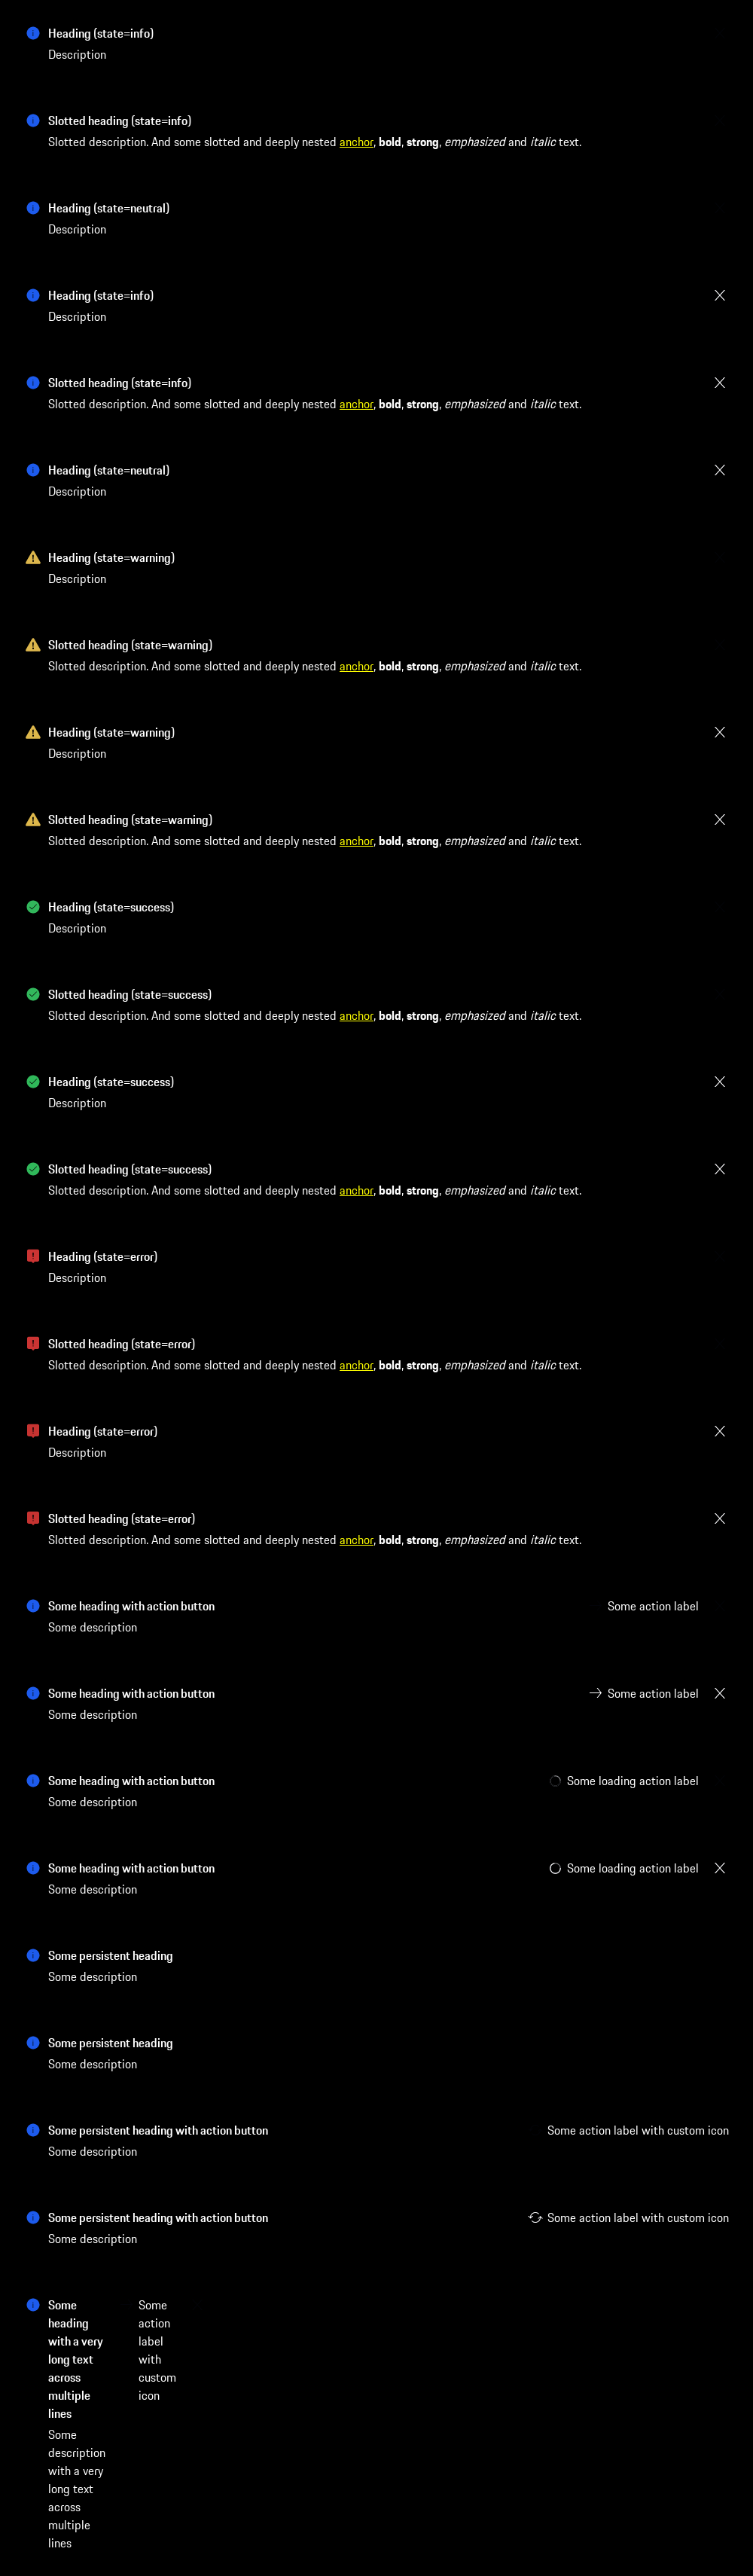 Heading (state=info)
Description
Slotted heading (state=info)
Slotted description. And some slotted and deeply nested anchor, bold, strong, emphasized and italic text.
Heading (state=neutral)
Description
Heading (state=info)
Description
Slotted heading (state=info)
Slotted description. And some slotted and deeply nested anchor, bold, strong, emphasized and italic text.
Heading (state=neutral)
Description
Heading (state=warning)
Description
Slotted heading (state=warning)
Slotted description. And some slotted and deeply nested anchor, bold, strong, emphasized and italic text.
Heading (state=warning)
Description
Slotted heading (state=warning)
Slotted description. And some slotted and deeply nested anchor, bold, strong, emphasized and italic text.
Heading (state=success)
Description
Slotted heading (state=success)
Slotted description. And some slotted and deeply nested anchor, bold, strong, emphasized and italic text.
Heading (state=success)
Description
Slotted heading (state=success)
Slotted description. And some slotted and deeply nested anchor, bold, strong, emphasized and italic text.
Heading (state=error)
Description
Slotted heading (state=error)
Slotted description. And some slotted and deeply nested anchor, bold, strong, emphasized and italic text.
Heading (state=error)
Description
Slotted heading (state=error)
Slotted description. And some slotted and deeply nested anchor, bold, strong, emphasized and italic text.
Some heading with action button
Some action label
Some description
Some heading with action button
Some action label
Some description
Some heading with action button
Some loading action label
Some description
Some heading with action button
Some loading action label
Some description
Some persistent heading
Some description
Some persistent heading
Some description
Some persistent heading with action button
Some action label with custom icon
Some description
Some persistent heading with action button
Some action label with custom icon
Some description
Some
heading
with a very
long text
across
multiple
lines
Some
description
with a very
long text
across
multiple
lines
Some
action
label
with
custom
icon